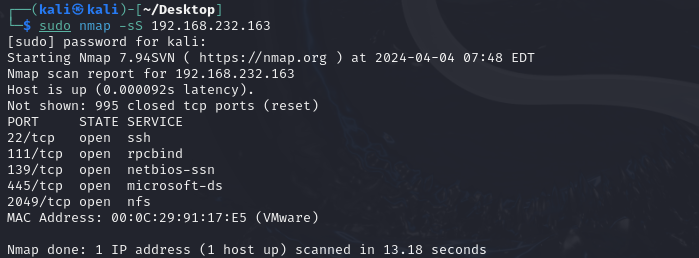 ┌──(kali㉿kali)-[~/Desktop]
└─$ sudo nmap -sS 192.168.232.163
[sudo] password for kali:
Starting Nmap 7.94SVN ( https://nmap.org ) at 2024-04-04 07:48 EDT
Nmap scan report for 192.168.232.163
Host is up (0.000092s latency).
Not shown: 995 closed tcp ports (reset)
PORT     STATE SERVICE
22/tcp   open  ssh
111/tcp  open  rpcbind
139/tcp  open  netbios-ssn
445/tcp  open  microsoft-ds
2049/tcp open  nfs
MAC Address: 00:0C:29:91:17:E5 (VMware)
Nmap done: 1 IP address (1 host up) scanned in 13.18 seconds